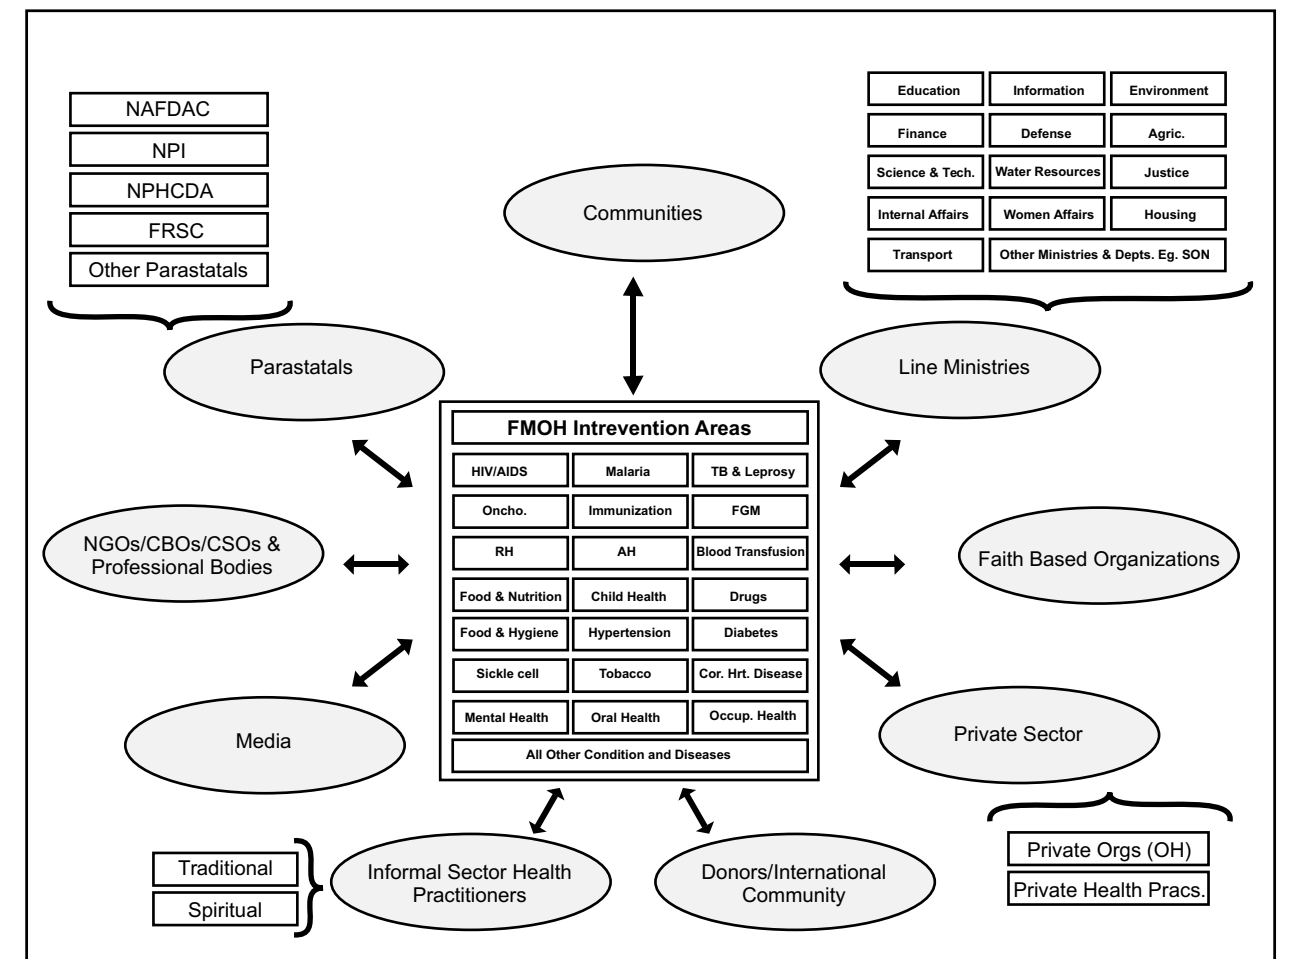 NAFDAC
NPI
NPHCDA
FRSC
Other Parastatals
Parastatals
Communities
Education
Information
Environment
Finance
Defense
Agric.
Science & Tech.
Water Resources
Justice
Internal Affairs
Women Affairs
Housing
Transport
Other Ministries & Depts. Eg. SON
Line Ministries
FMOH Intrevention Areas
HIV/AIDS
Malaria
TB & Leprosy
Oncho.
Immunization
FGM
RH
AH
Blood Transfusion
Food & Nutrition
Child Health
Drugs
Food & Hygiene
Hypertension
Diabetes
Sickle cell
Tobacco
Cor. Hrt. Disease
Mental Health
Oral Health
Occup. Health
All Other Condition and Diseases
NGOs/CBOs/CSOs &
Professional Bodies
Faith Based Organizations
Media
Private Sector
Private Orgs (OH)
Private Health Pracs.
Traditional
Spiritual
Informal Sector Health
Practitioners
Donors/International
Community